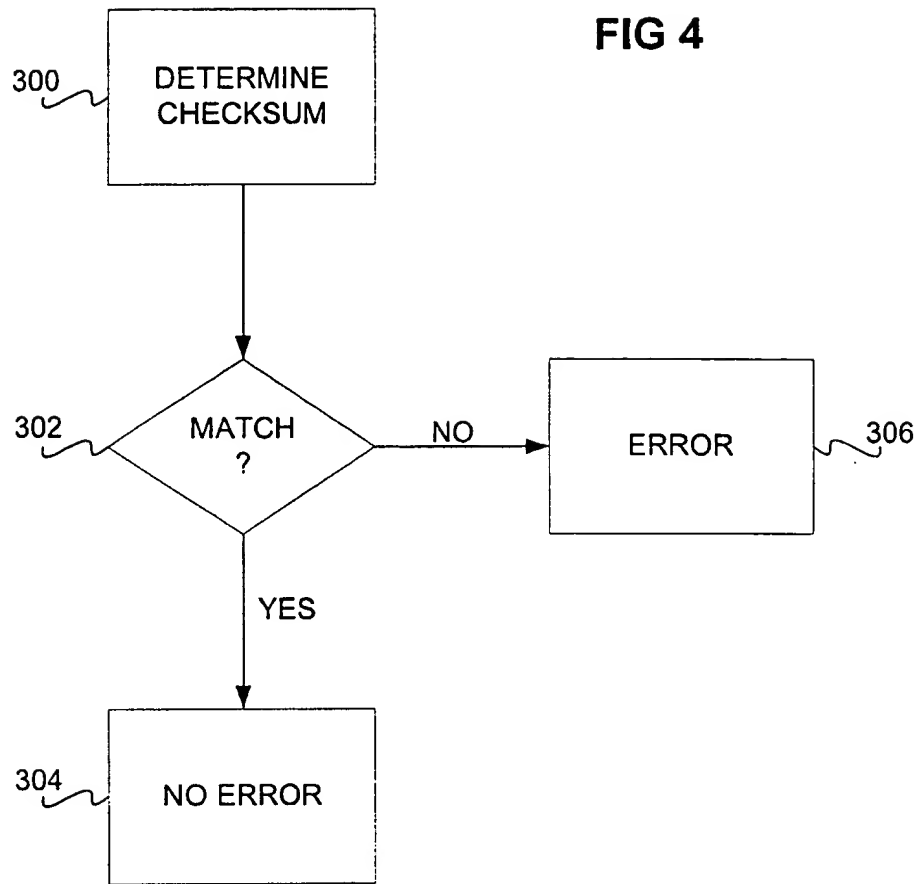 FIG 4
300
DETERMINE
CHECKSUM
302
MATCH
?
NO
ERROR
306
YES
304
NO ERROR